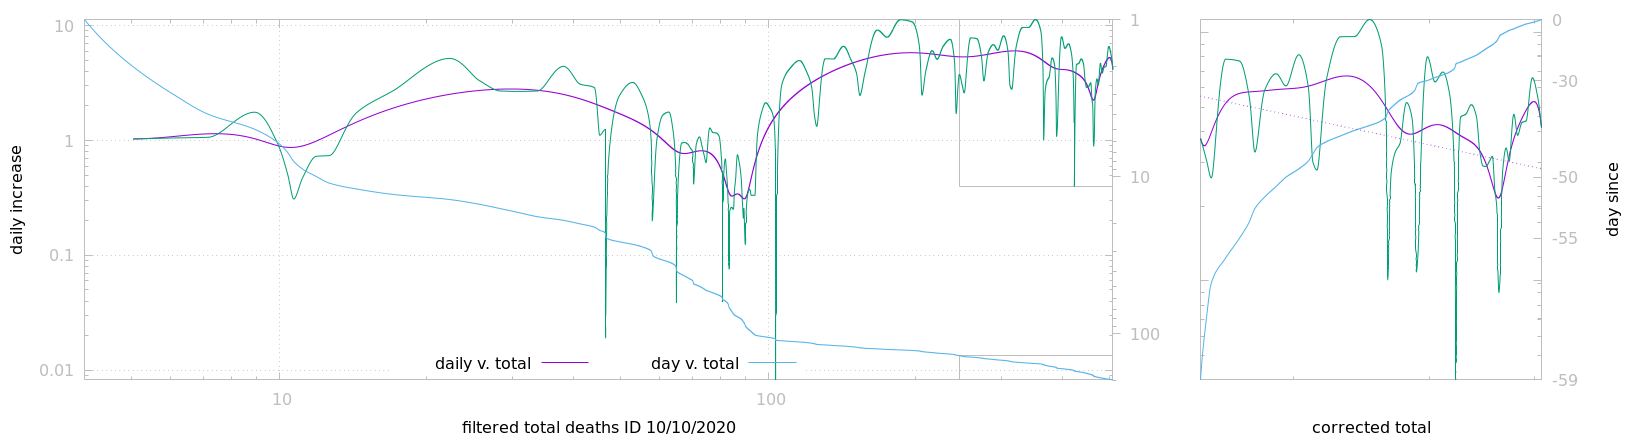 10
1
0.1
0.01
daily increase
10
100
filtered total deaths ID 10/10/2020
daily v. total
day v. total
1
10
100
0
-30
-50
-55
-59
day since
corrected total